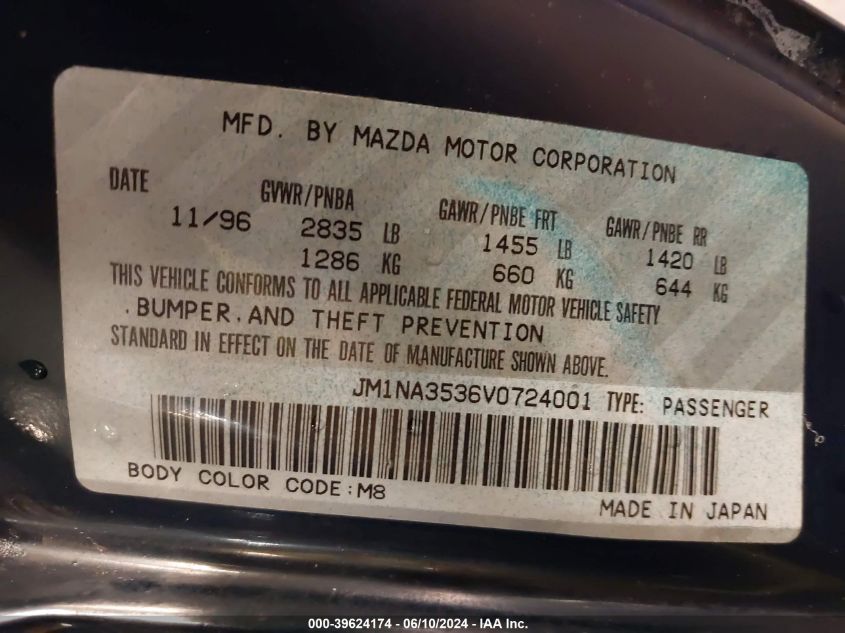 MFD. BY MAZDA MOTOR CORPORATION
DATE GVWR/PNBA GAWR/PNBE FRT GAWR/PNBE RR
11/96 2835 LB 1455 LB 1420 LB
1286 KG 660 KG 644 KG
THIS VEHICLE CONFORMS TO ALL APPLICABLE FEDERAL MOTOR VEHICLE SAFETY
. BUMPER. AND THEFT PREVENTION
STANDARD IN EFFECT ON THE DATE OF MANUFACTURE SHOWN ABOVE.
JM1NA3536V0724001 TYPE: PASSENGER
BODY COLOR CODE:M8
MADE IN JAPAN
000-39624174 - 06/10/2024 - IAAI.com.